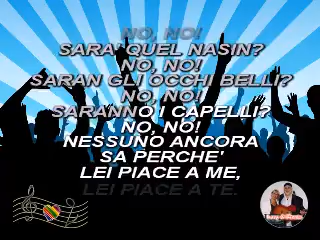 NO, NO!
SARA' QUEL NASIN?
NO, NO!
SARAN GLI OCCHI BELLI?
NO, NO!
SARANNO I CAPELLI?
NO, NO!
NESSUNO ANCORA
SA PERCHE'
LEI PIACE A ME,
LEI PIACE A TE.